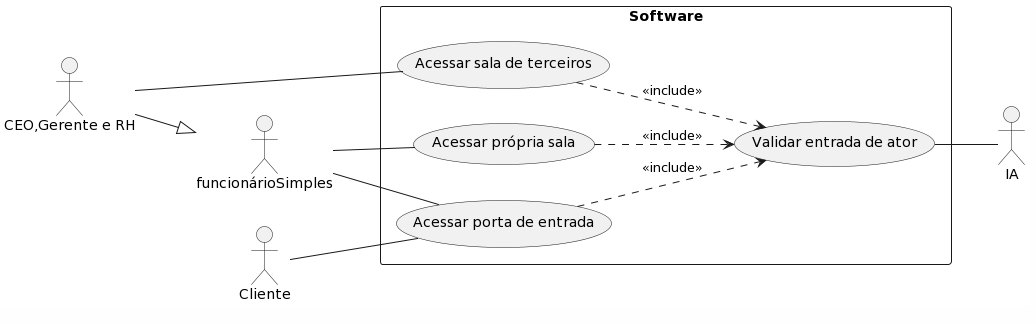 Software
Acessar sala de terceiros
«include»
CEO,Gerente e RH
Acessar própria sala
«include»
Validar entrada de ator
IA
funcionárioSimples
«include»
Acessar porta de entrada
Cliente